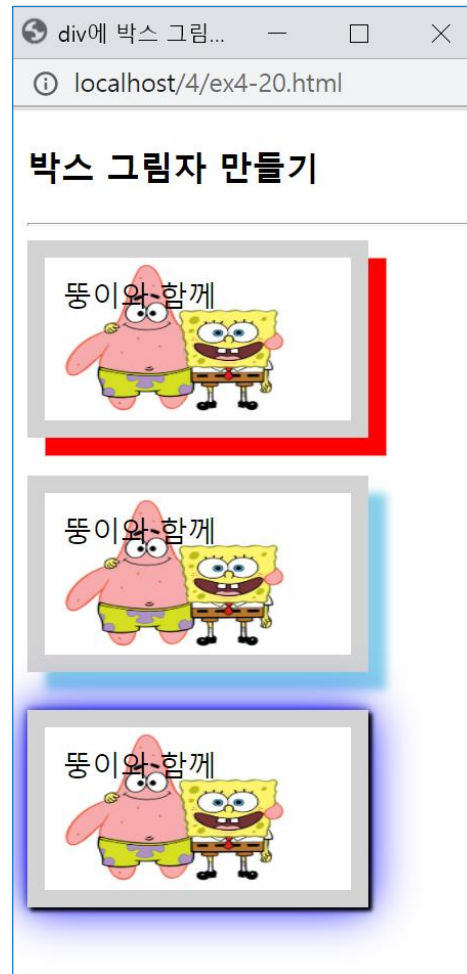 div에 박스 그림...
localhost/4/ex4-20.html
박스 그림자 만들기
뚱이와 함께
뚱이와 함께
뚱이와 함께